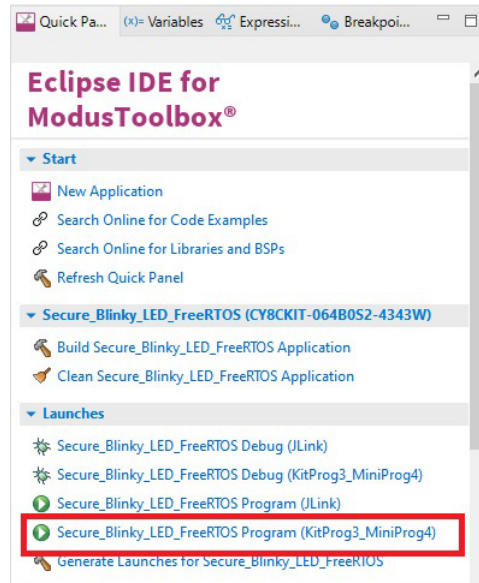 Quick Pa... (x)= Variables Expressi... Breakpoi...
Eclipse IDE for
ModusToolbox®
Start
New Application
Search Online for Code Examples
Search Online for Libraries and BSPs
Refresh Quick Panel
Secure_Blinky_LED_FreeRTOS (CY8CKIT-064B0S2-4343W)
Build Secure_Blinky_LED_FreeRTOS Application
Clean Secure_Blinky_LED_FreeRTOS Application
Launches
Secure_Blinky_LED_FreeRTOS Debug (JLink)
Secure_Blinky_LED_FreeRTOS Debug (KitProg3_MiniProg4)
Secure_Blinky_LED_FreeRTOS Program (JLink)
Secure_Blinky_LED_FreeRTOS Program (KitProg3_MiniProg4)
Generate Launches for Secure_Blinky_LED_FreeRTOS